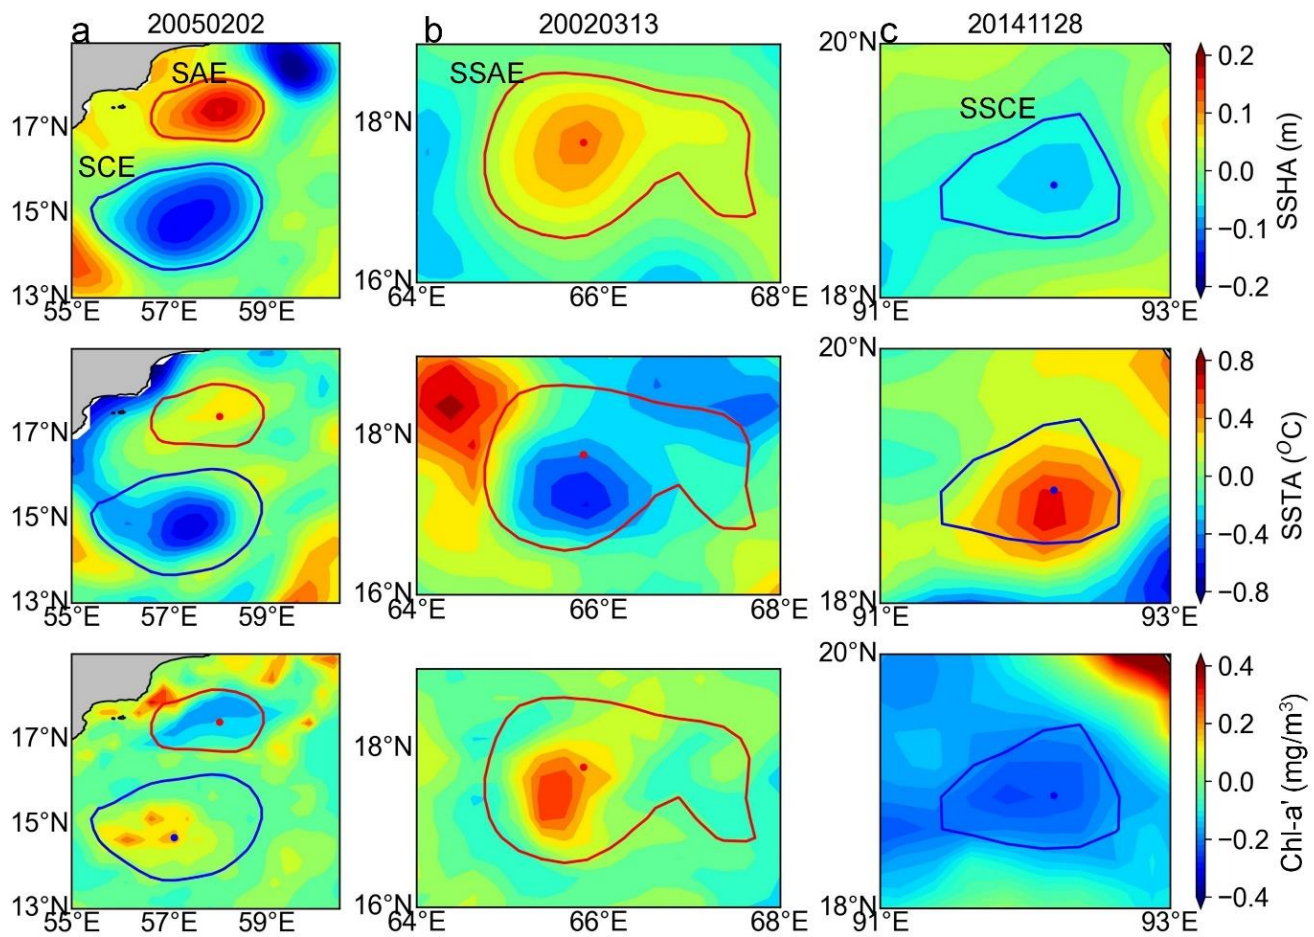 a 20050202 b 20020313 c 20141128
SAE
SCE
17°N
15°N
13°N
55°E 57°E 59°E
SSAE
18°N
16°N
64°E 66°E 68°E
SSCE
20°N
18°N
91°E 93°E
0.2
0.1
0.0
−0.1
−0.2
SSHA (m)
17°N
15°N
13°N
55°E 57°E 59°E
18°N
16°N
64°E 66°E 68°E
20°N
18°N
91°E 93°E
0.8
0.4
0.0
−0.4
−0.8
SSTA (°C)
17°N
15°N
13°N
55°E 57°E 59°E
18°N
16°N
64°E 66°E 68°E
20°N
18°N
91°E 93°E
0.4
0.2
0.0
−0.2
−0.4
Chl-a' (mg/m³)